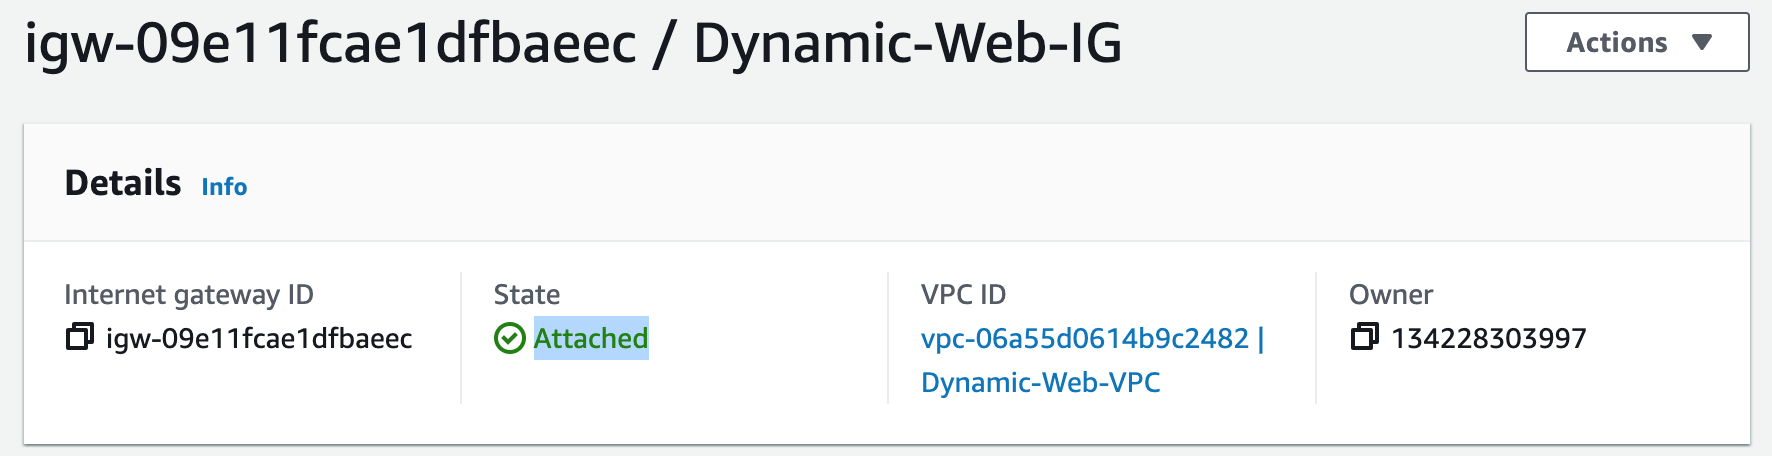 igw-09e11fcae1dfbaeec / Dynamic-Web-IG
Actions
Details Info
Internet gateway ID
igw-09e11fcae1dfbaeec
State
Attached
VPC ID
vpc-06a55d0614b9c2482 |
Dynamic-Web-VPC
Owner
134228303997